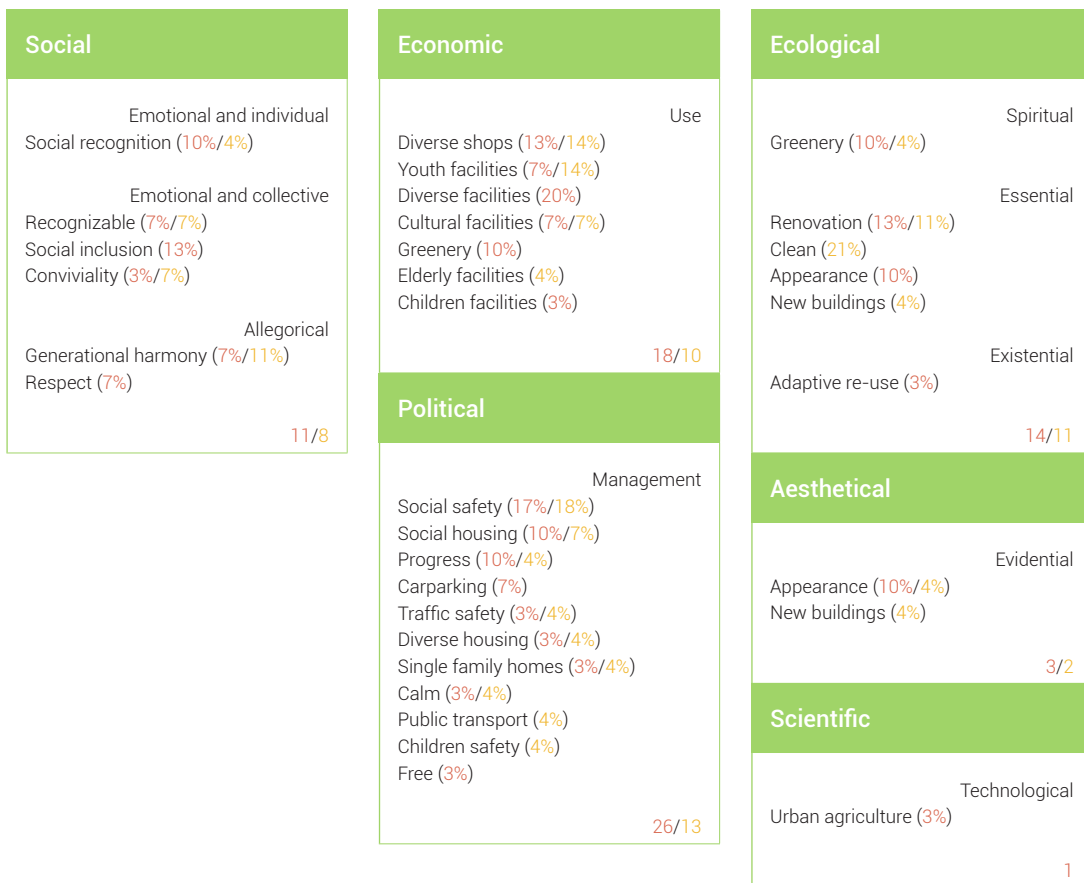 Social
Emotional and individual
Social recognition (10%/4%)
Emotional and collective
Recognizable (7%/7%)
Social inclusion (13%)
Conviviality (3%/7%)
Allegorical
Generational harmony (7%/11%)
Respect (7%)
11/8
Economic
Use
Diverse shops (13%/14%)
Youth facilities (7%/14%)
Diverse facilities (20%)
Cultural facilities (7%/7%)
Greenery (10%)
Elderly facilities (4%)
Children facilities (3%)
18/10
Political
Management
Social safety (17%/18%)
Social housing (10%/7%)
Progress (10%/4%)
Carparking (7%)
Traffic safety (3%/4%)
Diverse housing (3%/4%)
Single family homes (3%/4%)
Calm (3%/4%)
Public transport (4%)
Children safety (4%)
Free (3%)
26/13
Ecological
Spiritual
Greenery (10%/4%)
Essential
Renovation (13%/11%)
Clean (21%)
Appearance (10%)
New buildings (4%)
Existential
Adaptive re-use (3%)
14/11
Aesthetical
Evidential
Appearance (10%/4%)
New buildings (4%)
3/2
Scientific
Technological
Urban agriculture (3%)
1